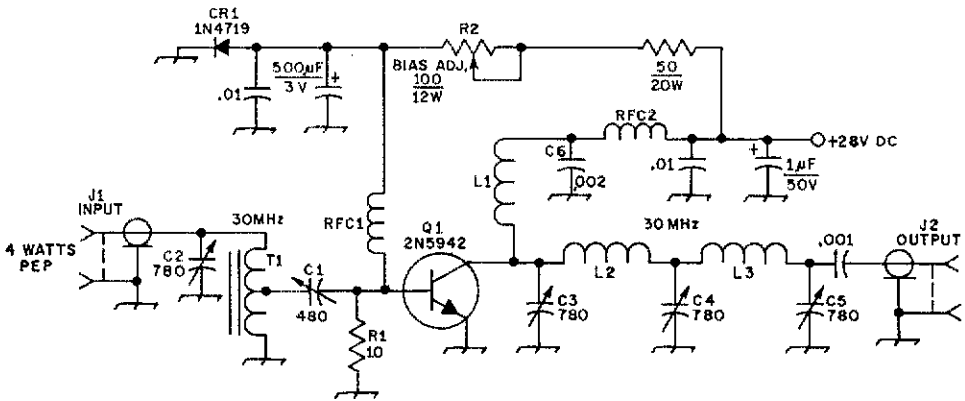 CR1
1N4719
R2
500µF
3V
+
BIAS ADJ,
100
12W
50
20W
.01
RFC2
+28V DC
C6
.002
.01
+
1µF
50V
L1
J1
INPUT
30MHz
RFC1
Q1
2N5942
30MHz
J2
OUTPUT
4 WATTS
PEP
C2
780
T1
C1
480
L2
L3
.001
R1
10
C3
780
C4
780
C5
780